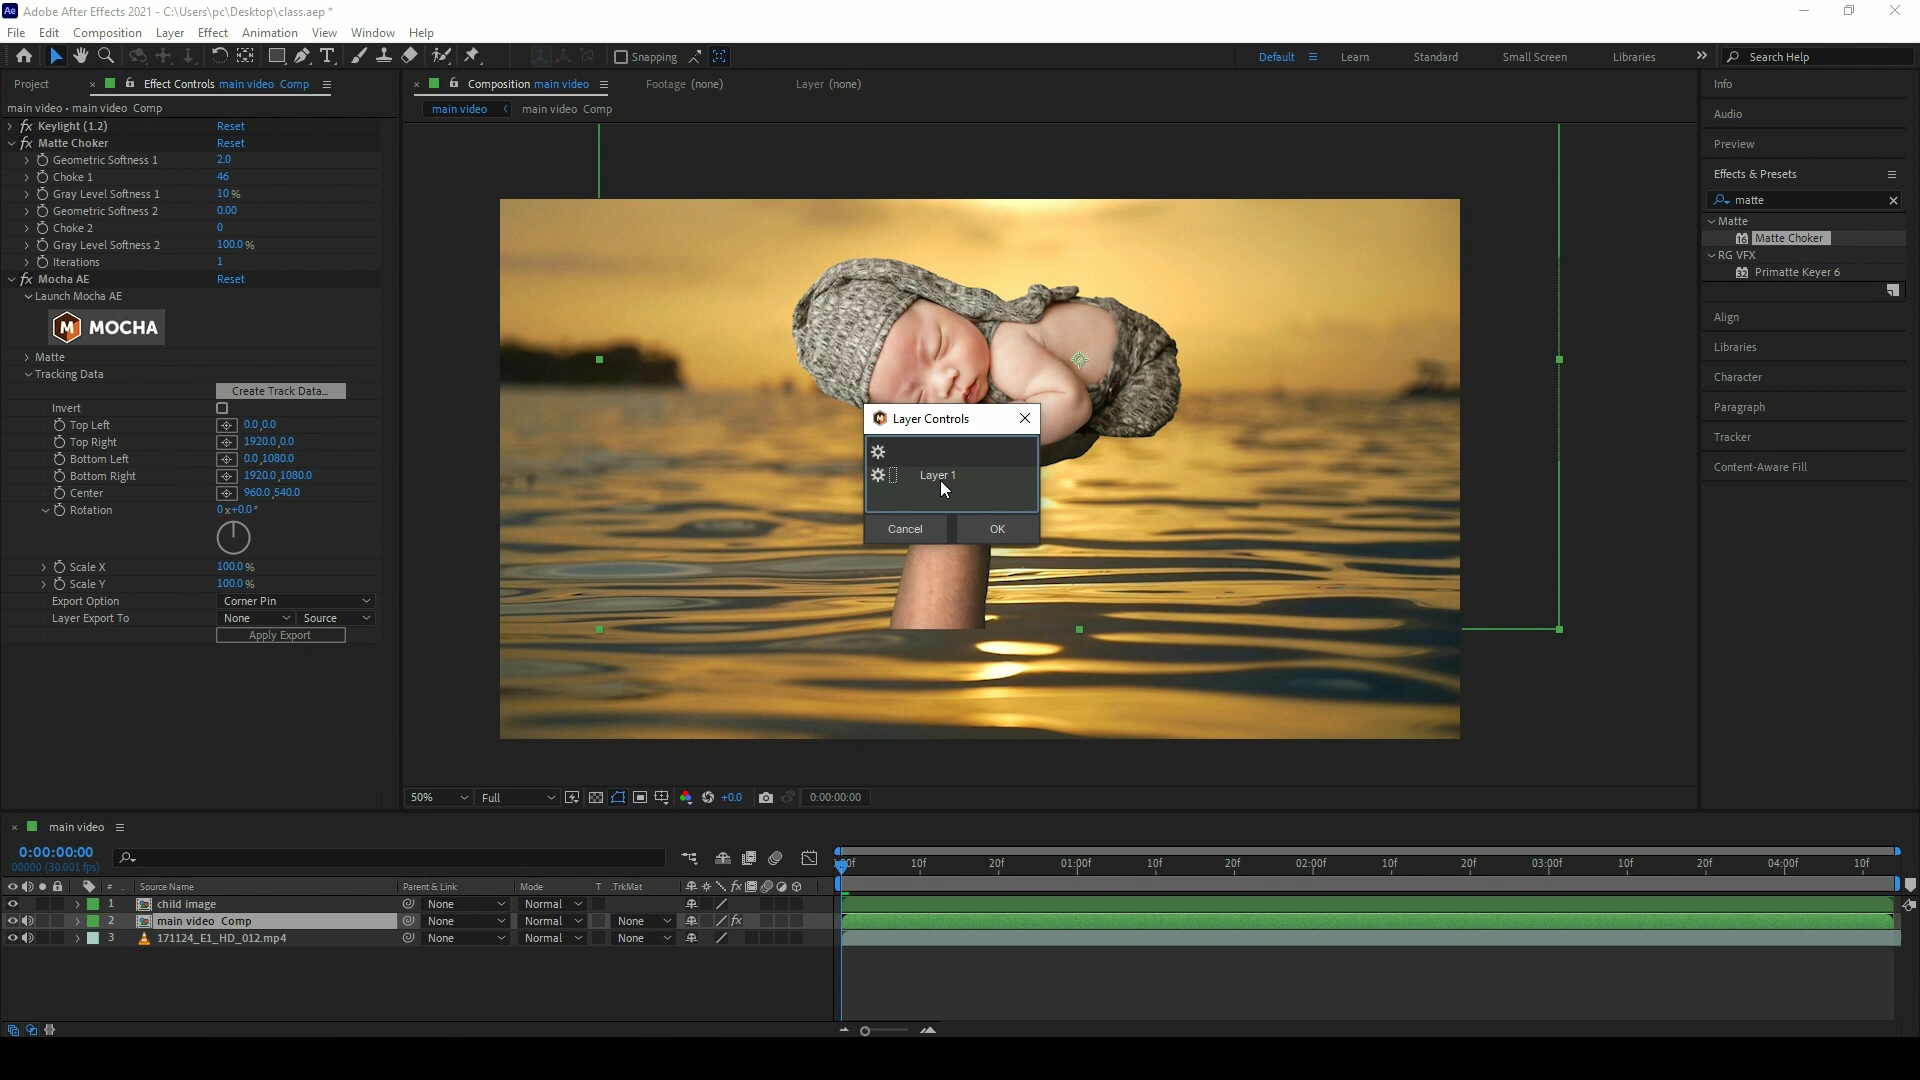 Ae Adobe After Effects 2021 - C:\Users\pc\Desktop\class.aep *
File Edit Composition Layer Effect Animation View Window Help
Snapping Default Learn Standard Small Screen Libraries Search Help
Project Effect Controls main video Comp
main video • main video Comp
fx Keylight (1.2) Reset
fx Matte Choker Reset
Geometric Softness 1 2.0
Choke 1 46
Gray Level Softness 1 10 %
Geometric Softness 2 0.00
Choke 2 0
Gray Level Softness 2 100.0 %
Iterations 1
fx Mocha AE Reset
Launch Mocha AE
M MOCHA
Matte
Tracking Data
Create Track Data...
Invert
Top Left 0.0,0.0
Top Right 1920.0,0.0
Bottom Left 0.0,1080.0
Bottom Right 1920.0,1080.0
Center 960.0,540.0
Rotation 0x+0.0°
Scale X 100.0 %
Scale Y 100.0 %
Export Option Corner Pin
Layer Export To None Source
Apply Export
Composition main video Footage (none) Layer (none)
main video main video Comp
Layer Controls
Layer 1
Cancel OK
50% Full +0.0 0:00:00:00
Info
Audio
Preview
Effects & Presets
matte
Matte
16 Matte Choker
RG VFX
32 Primatte Keyer 6
Align
Libraries
Character
Paragraph
Tracker
Content-Aware Fill
main video
0:00:00:00
00000 (30.001 fps)
10f 20f 01:00f 10f 20f 02:00f 10f 20f 03:00f 10f 20f 04:00f 10f
# Source Name Parent & Link Mode T .TrkMat fx
1 child image None Normal
2 main video Comp None Normal None fx
3 171124_E1_HD_012.mp4 None Normal None